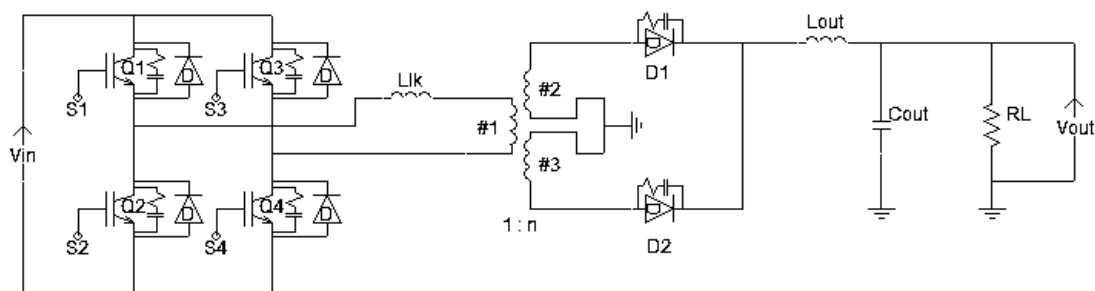 Lout
Q1
D
Q3
D
D
D1
S1
S3
Llk
#2
#1
Cout
RL
Vout
Vin
#3
Q2
D
Q4
D
D
D2
S2
S4
1 : n